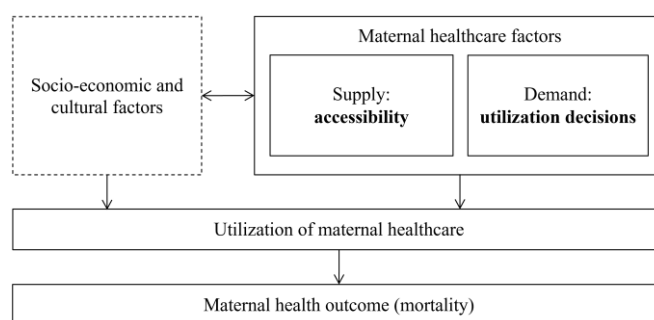 Maternal healthcare factors
Socio-economic and
cultural factors
Supply:
accessibility
Demand:
utilization decisions
Utilization of maternal healthcare
Maternal health outcome (mortality)